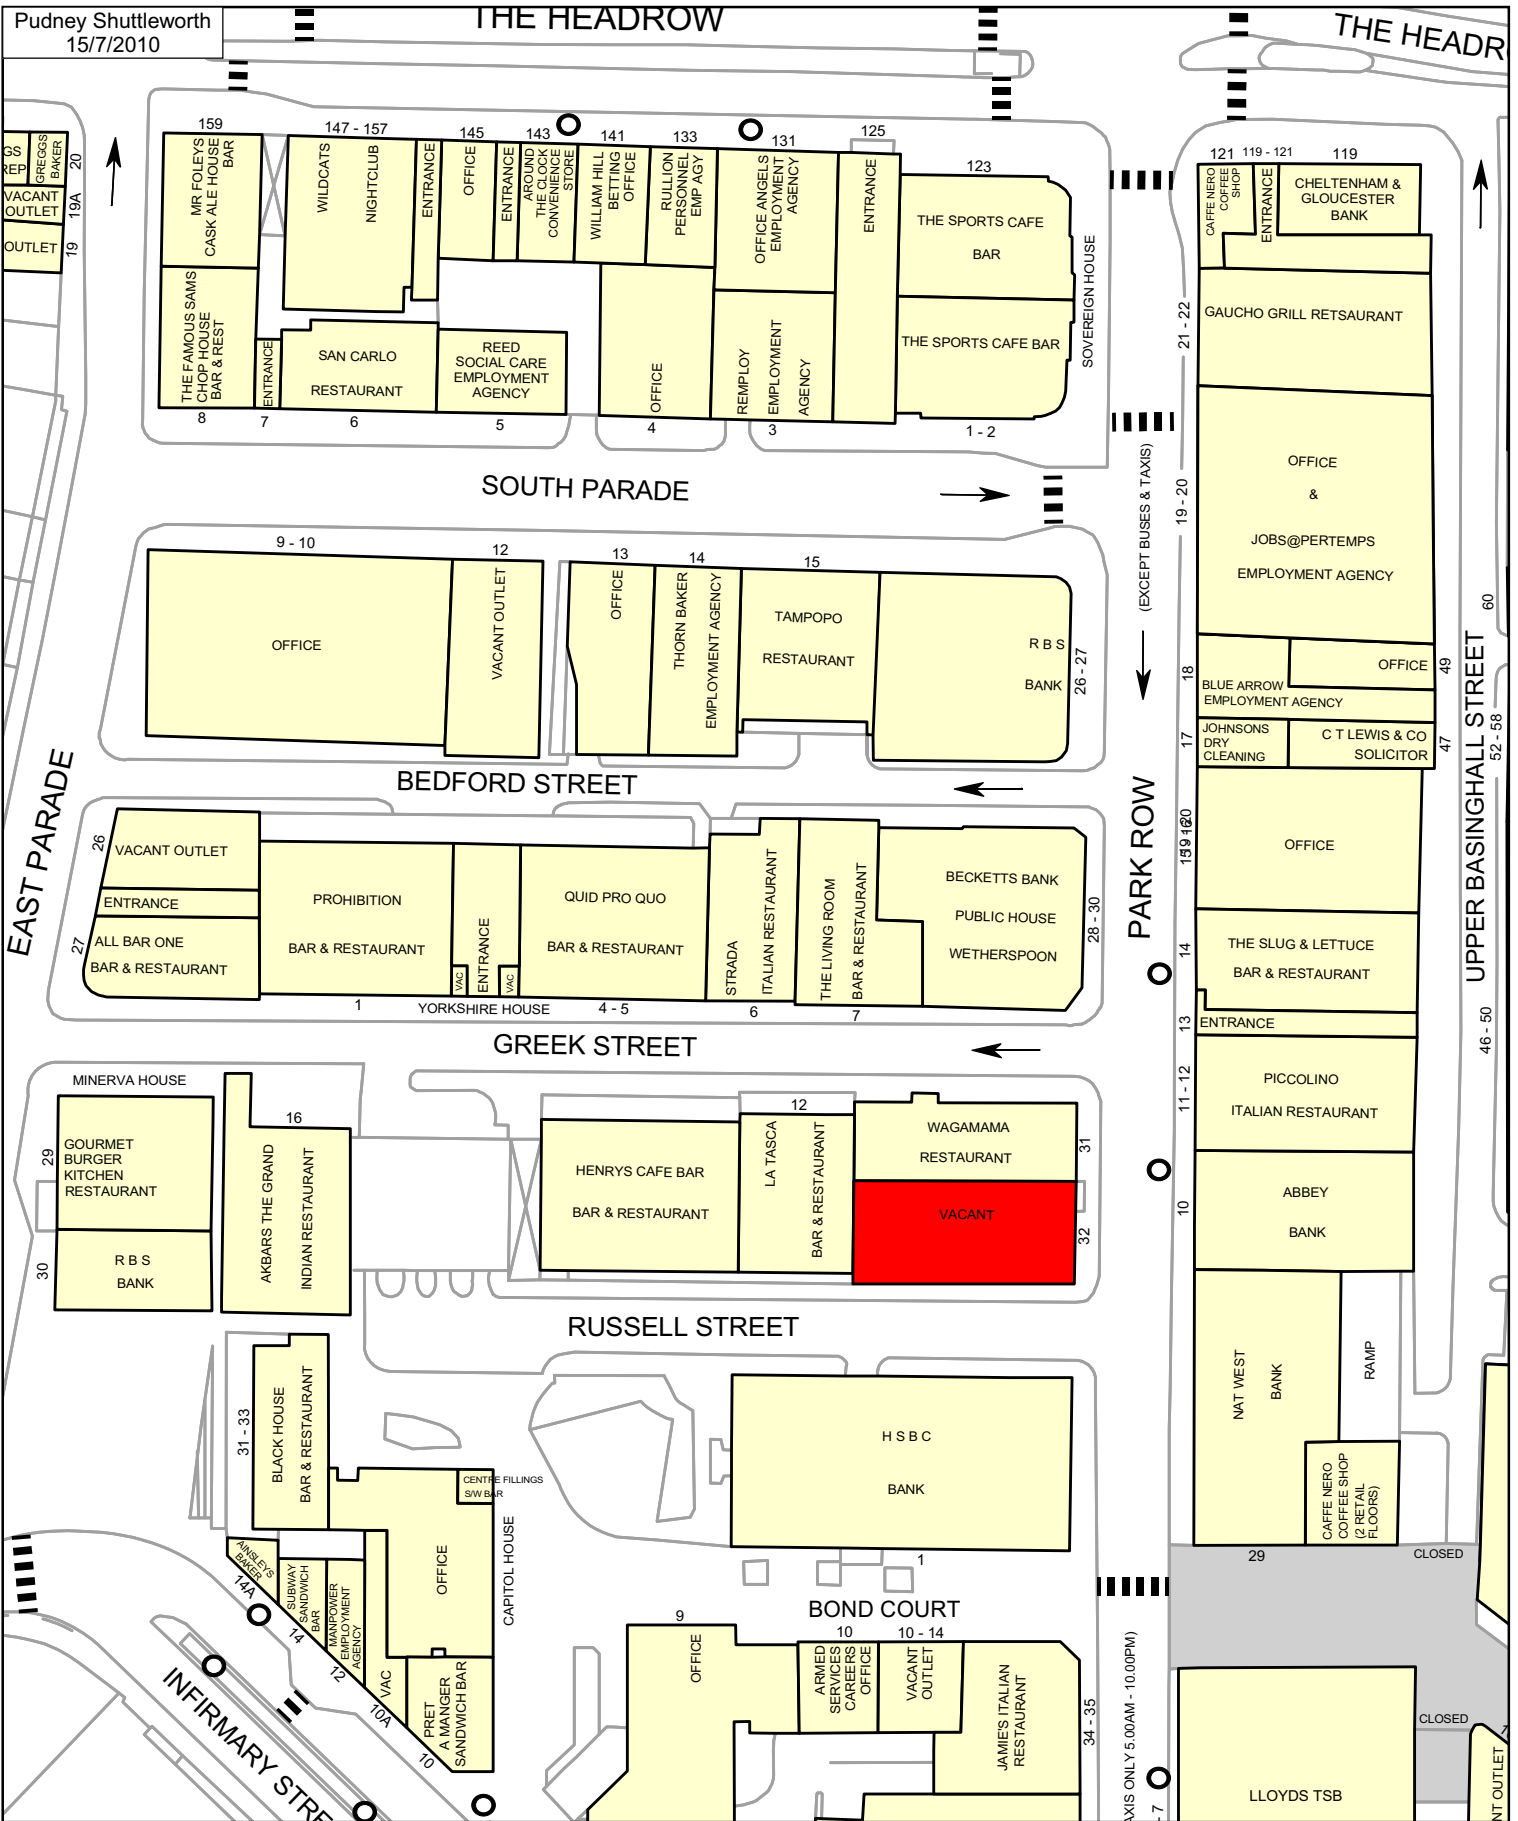 Pudney Shuttleworth
15/7/2010
THE HEADROW
THE HEADR
159
147 - 157
145
143
141
133
131
125
123
121
119 - 121
119
GREGGS
BAKER
20
VACANT
OUTLET
19A
OUTLET
19
MR FOLEYS
CASK ALE HOUSE
BAR
WILDCATS
NIGHTCLUB
ENTRANCE
OFFICE
ENTRANCE
AROUND
THE CLOCK
CONVENIENCE
STORE
WILLIAM HILL
BETTING
OFFICE
RULLION
PERSONNEL
EMP AGY
OFFICE ANGELS
EMPLOYMENT
AGENCY
ENTRANCE
THE SPORTS CAFE
BAR
SOVEREIGN HOUSE
CAFFE NERO
COFFEE
SHOP
ENTRANCE
CHELTENHAM &
GLOUCESTER
BANK
THE FAMOUS SAMS
CHOP HOUSE
BAR & REST
ENTRANCE
SAN CARLO
RESTAURANT
REED
SOCIAL CARE
EMPLOYMENT
AGENCY
OFFICE
REMPLOY
EMPLOYMENT
AGENCY
THE SPORTS CAFE BAR
21 - 22
GAUCHO GRILL RETSAURANT
8
7
6
5
4
3
1 - 2
SOUTH PARADE
(EXCEPT BUSES & TAXIS)
19 - 20
OFFICE
&
JOBS@PERTEMPS
EMPLOYMENT AGENCY
9 - 10
12
13
14
15
OFFICE
VACANT OUTLET
OFFICE
THORN BAKER
EMPLOYMENT AGENCY
TAMPOPO
RESTAURANT
R B S
BANK
26 - 27
18
OFFICE
49
BLUE ARROW
EMPLOYMENT AGENCY
17
JOHNSONS
DRY
CLEANING
C T LEWIS & CO
SOLICITOR
47
60
52 - 58
UPPER BASINGHALL STREET
BEDFORD STREET
EAST PARADE
PARK ROW
26
VACANT OUTLET
ENTRANCE
27
ALL BAR ONE
BAR & RESTAURANT
PROHIBITION
BAR & RESTAURANT
VAC
ENTRANCE
VAC
QUID PRO QUO
BAR & RESTAURANT
STRADA
ITALIAN RESTAURANT
THE LIVING ROOM
BAR & RESTAURANT
BECKETTS BANK
PUBLIC HOUSE
WETHERSPOON
28 - 30
OFFICE
14
THE SLUG & LETTUCE
BAR & RESTAURANT
13
ENTRANCE
1
YORKSHIRE HOUSE
4 - 5
6
7
GREEK STREET
46 - 50
11 - 12
PICCOLINO
ITALIAN RESTAURANT
MINERVA HOUSE
29
GOURMET
BURGER
KITCHEN
RESTAURANT
30
R B S
BANK
16
AKBARS THE GRAND
INDIAN RESTAURANT
HENRYS CAFE BAR
BAR & RESTAURANT
12
LA TASCA
BAR & RESTAURANT
WAGAMAMA
RESTAURANT
31
VACANT
32
10
ABBEY
BANK
RUSSELL STREET
31 - 33
BLACK HOUSE
BAR & RESTAURANT
H S B C
BANK
1
NAT WEST
BANK
RAMP
CAFFE NERO
COFFEE SHOP
(2 RETAIL
FLOORS)
29
CLOSED
CENTRE FILLINGS
S/W BAR
OFFICE
CAPITOL HOUSE
AINSLEYS
BAKER
14A
SUBWAY
SANDWICH
BAR
14
MANPOWER
EMPLOYMENT
AGENCY
12
VAC
10A
PRET
A MANGER
SANDWICH BAR
10
INFIRMARY STRE
BOND COURT
9
OFFICE
10
ARMED
SERVICES
CAREERS
OFFICE
10 - 14
VACANT
OUTLET
JAMIE'S ITALIAN
RESTAURANT
34 - 35
AXIS ONLY 5.00AM - 10.00PM)
- 7
LLOYDS TSB
CLOSED
NT OUTLET